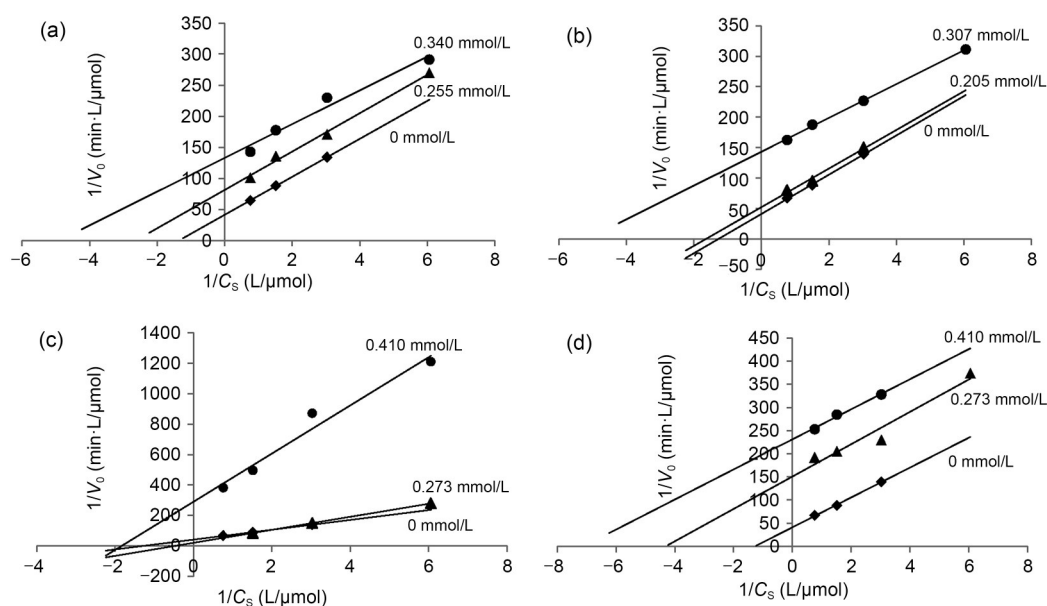 (a)
350
300
250
200
150
100
50
0
0.340 mmol/L
0.255 mmol/L
0 mmol/L
1/V₀ (min·L/μmol)
−6 −4 −2 0 2 4 6 8
1/Cₛ (L/μmol)
(b)
350
300
250
200
150
100
50
0
−50
0.307 mmol/L
0.205 mmol/L
0 mmol/L
1/V₀ (min·L/μmol)
−6 −4 −2 0 2 4 6 8
1/Cₛ (L/μmol)
(c)
1400
1200
1000
800
600
400
200
0
−200
0.410 mmol/L
0.273 mmol/L
0 mmol/L
1/V₀ (min·L/μmol)
−4 −2 0 2 4 6 8
1/Cₛ (L/μmol)
(d)
450
400
350
300
250
200
150
100
50
0
0.410 mmol/L
0.273 mmol/L
0 mmol/L
1/V₀ (min·L/μmol)
−8 −6 −4 −2 0 2 4 6 8
1/Cₛ (L/μmol)